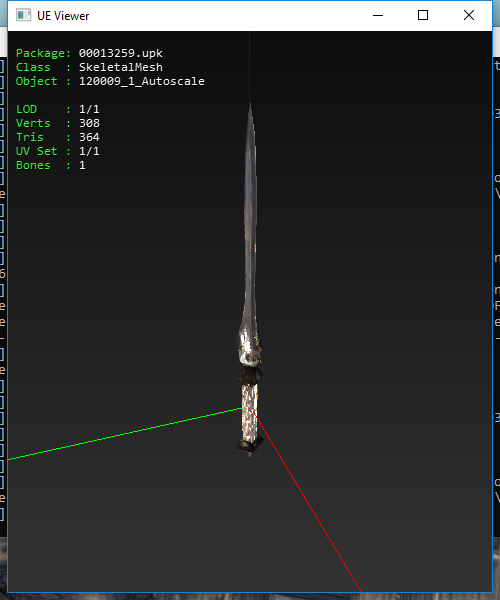 UE Viewer
Package: 00013259.upk
Class : SkeletalMesh
Object : 120009_1_Autoscale
LOD : 1/1
Verts : 308
Tris : 364
UV Set : 1/1
Bones : 1